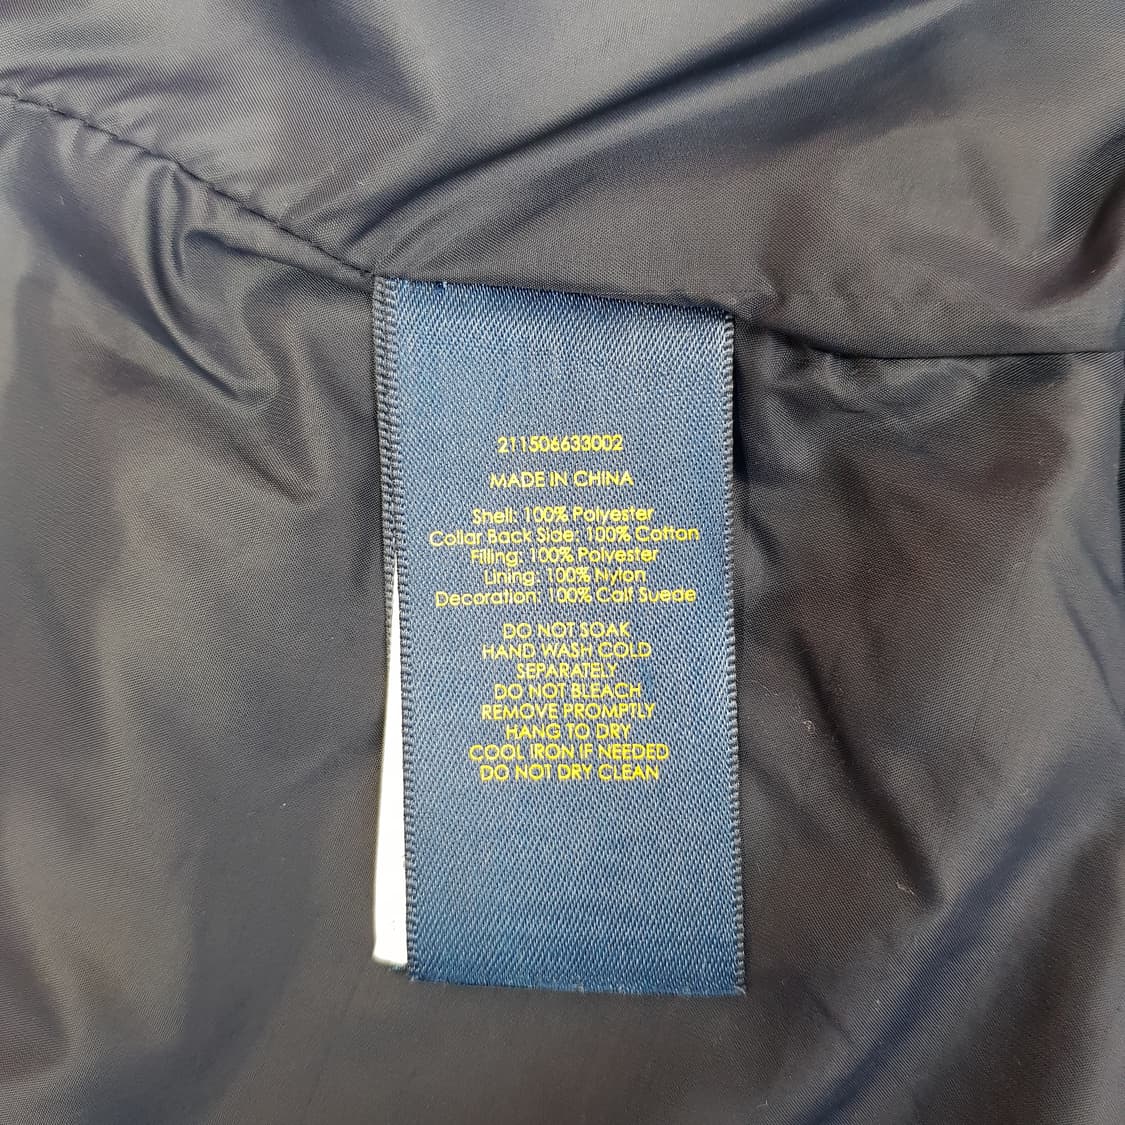 211506633002
MADE IN CHINA
Shell: 100% Polyester
Collar Back Side: 100% Cotton
Filling: 100% Polyester
Lining: 100% Nylon
Decoration: 100% Calf Suede
DO NOT SOAK
HAND WASH COLD
SEPARATELY
DO NOT BLEACH
REMOVE PROMPTLY
HANG TO DRY
COOL IRON IF NEEDED
DO NOT DRY CLEAN